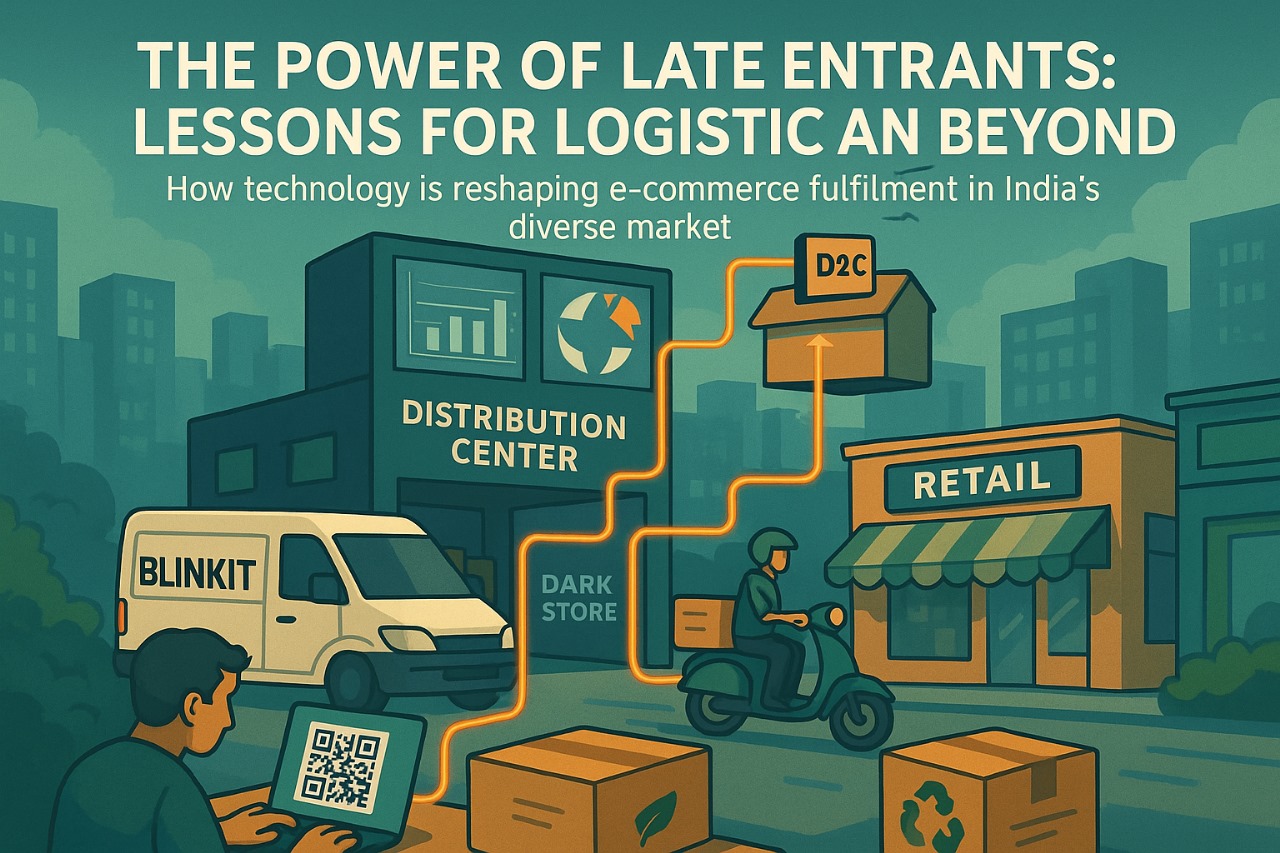 THE POWER OF LATE ENTRANTS:
LESSONS FOR LOGISTIC AN BEYOND
How technology is reshaping e-commerce fulfilment in India's
diverse market
D2C
DISTRIBUTION
CENTER
RETAIL
BLINKIT
DARK
STORE